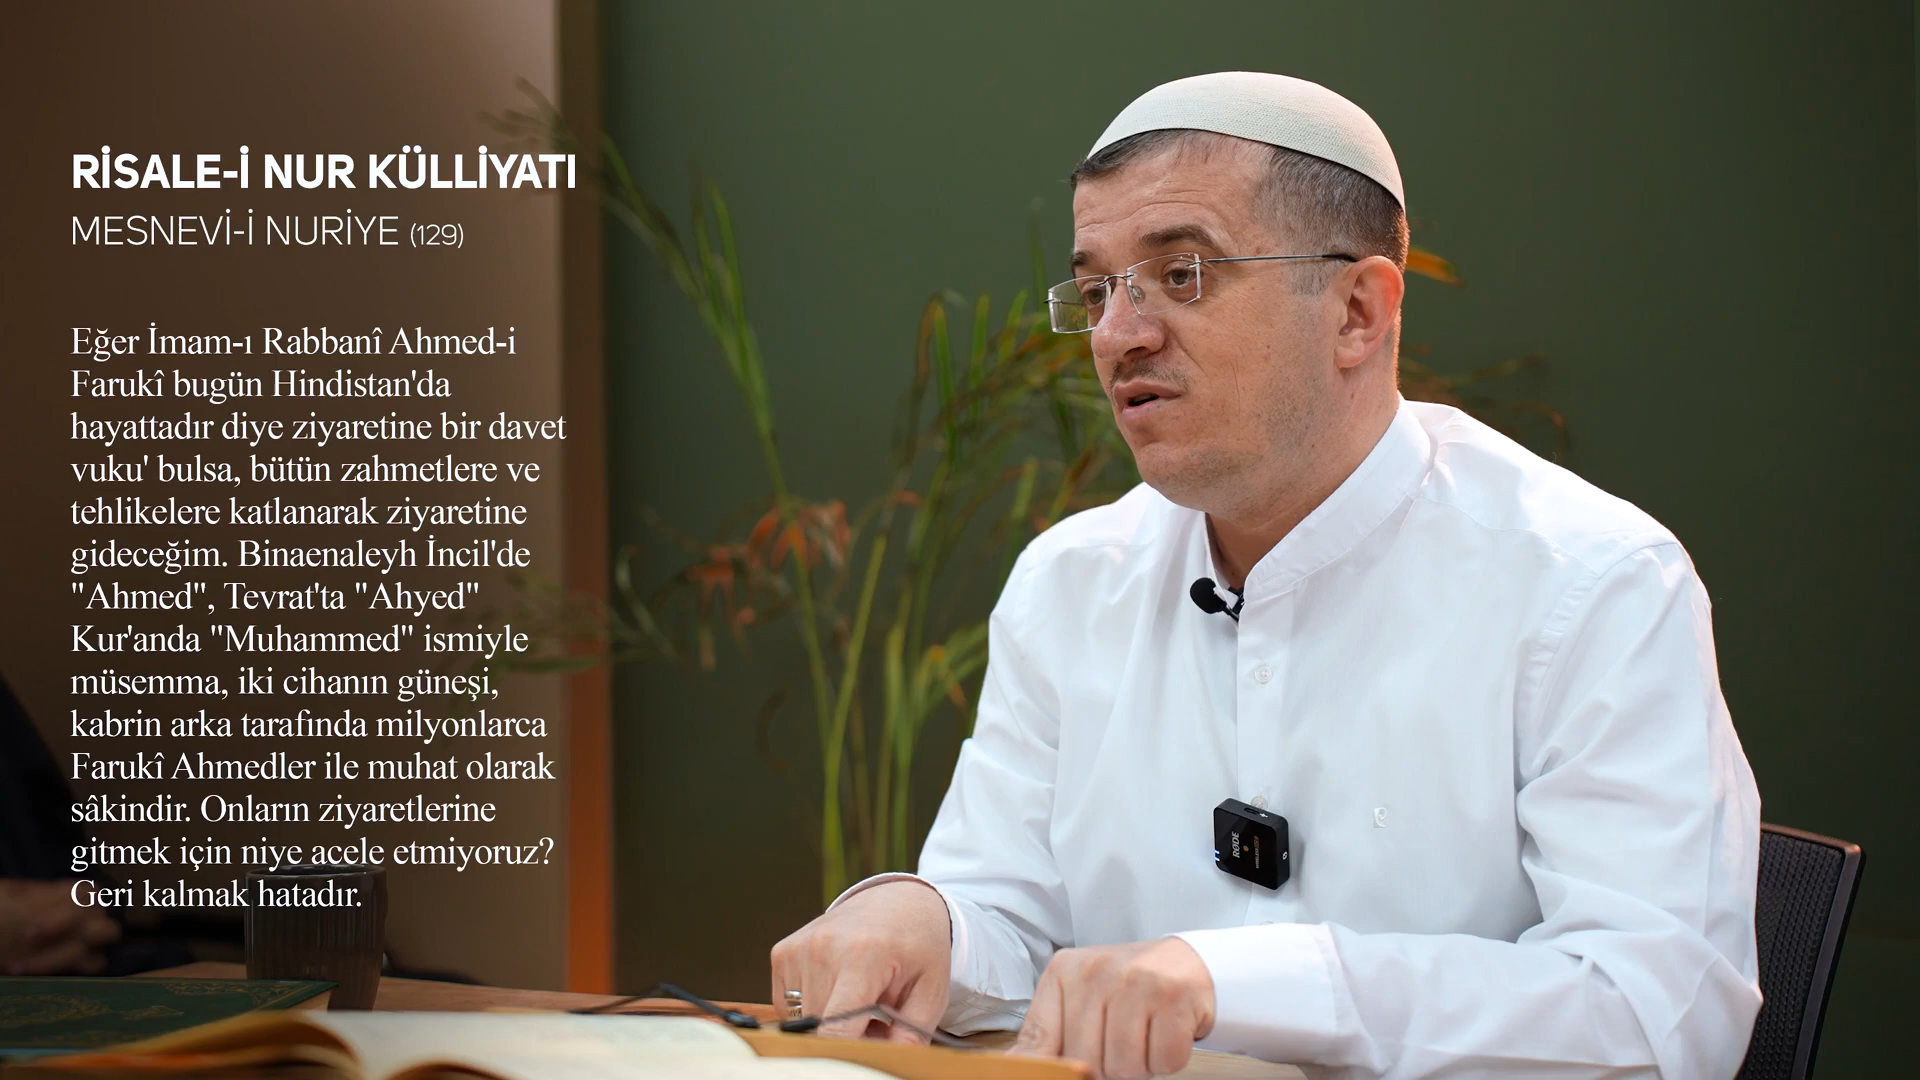 RİSALE-İ NUR KÜLLİYATI
MESNEVİ-İ NURİYE (129)
Eğer İmam-ı Rabbanî Ahmed-i
Farukî bugün Hindistan'da
hayattadır diye ziyaretine bir davet
vuku' bulsa, bütün zahmetlere ve
tehlikelere katlanarak ziyaretine
gideceğim. Binaenaleyh İncil'de
"Ahmed", Tevrat'ta "Ahyed"
Kur'anda "Muhammed" ismiyle
müsemma, iki cihanın güneşi,
kabrin arka tarafında milyonlarca
Farukî Ahmedler ile muhat olarak
sâkindir. Onların ziyaretlerine
gitmek için niye acele etmiyoruz?
Geri kalmak hatadır.
RØDE